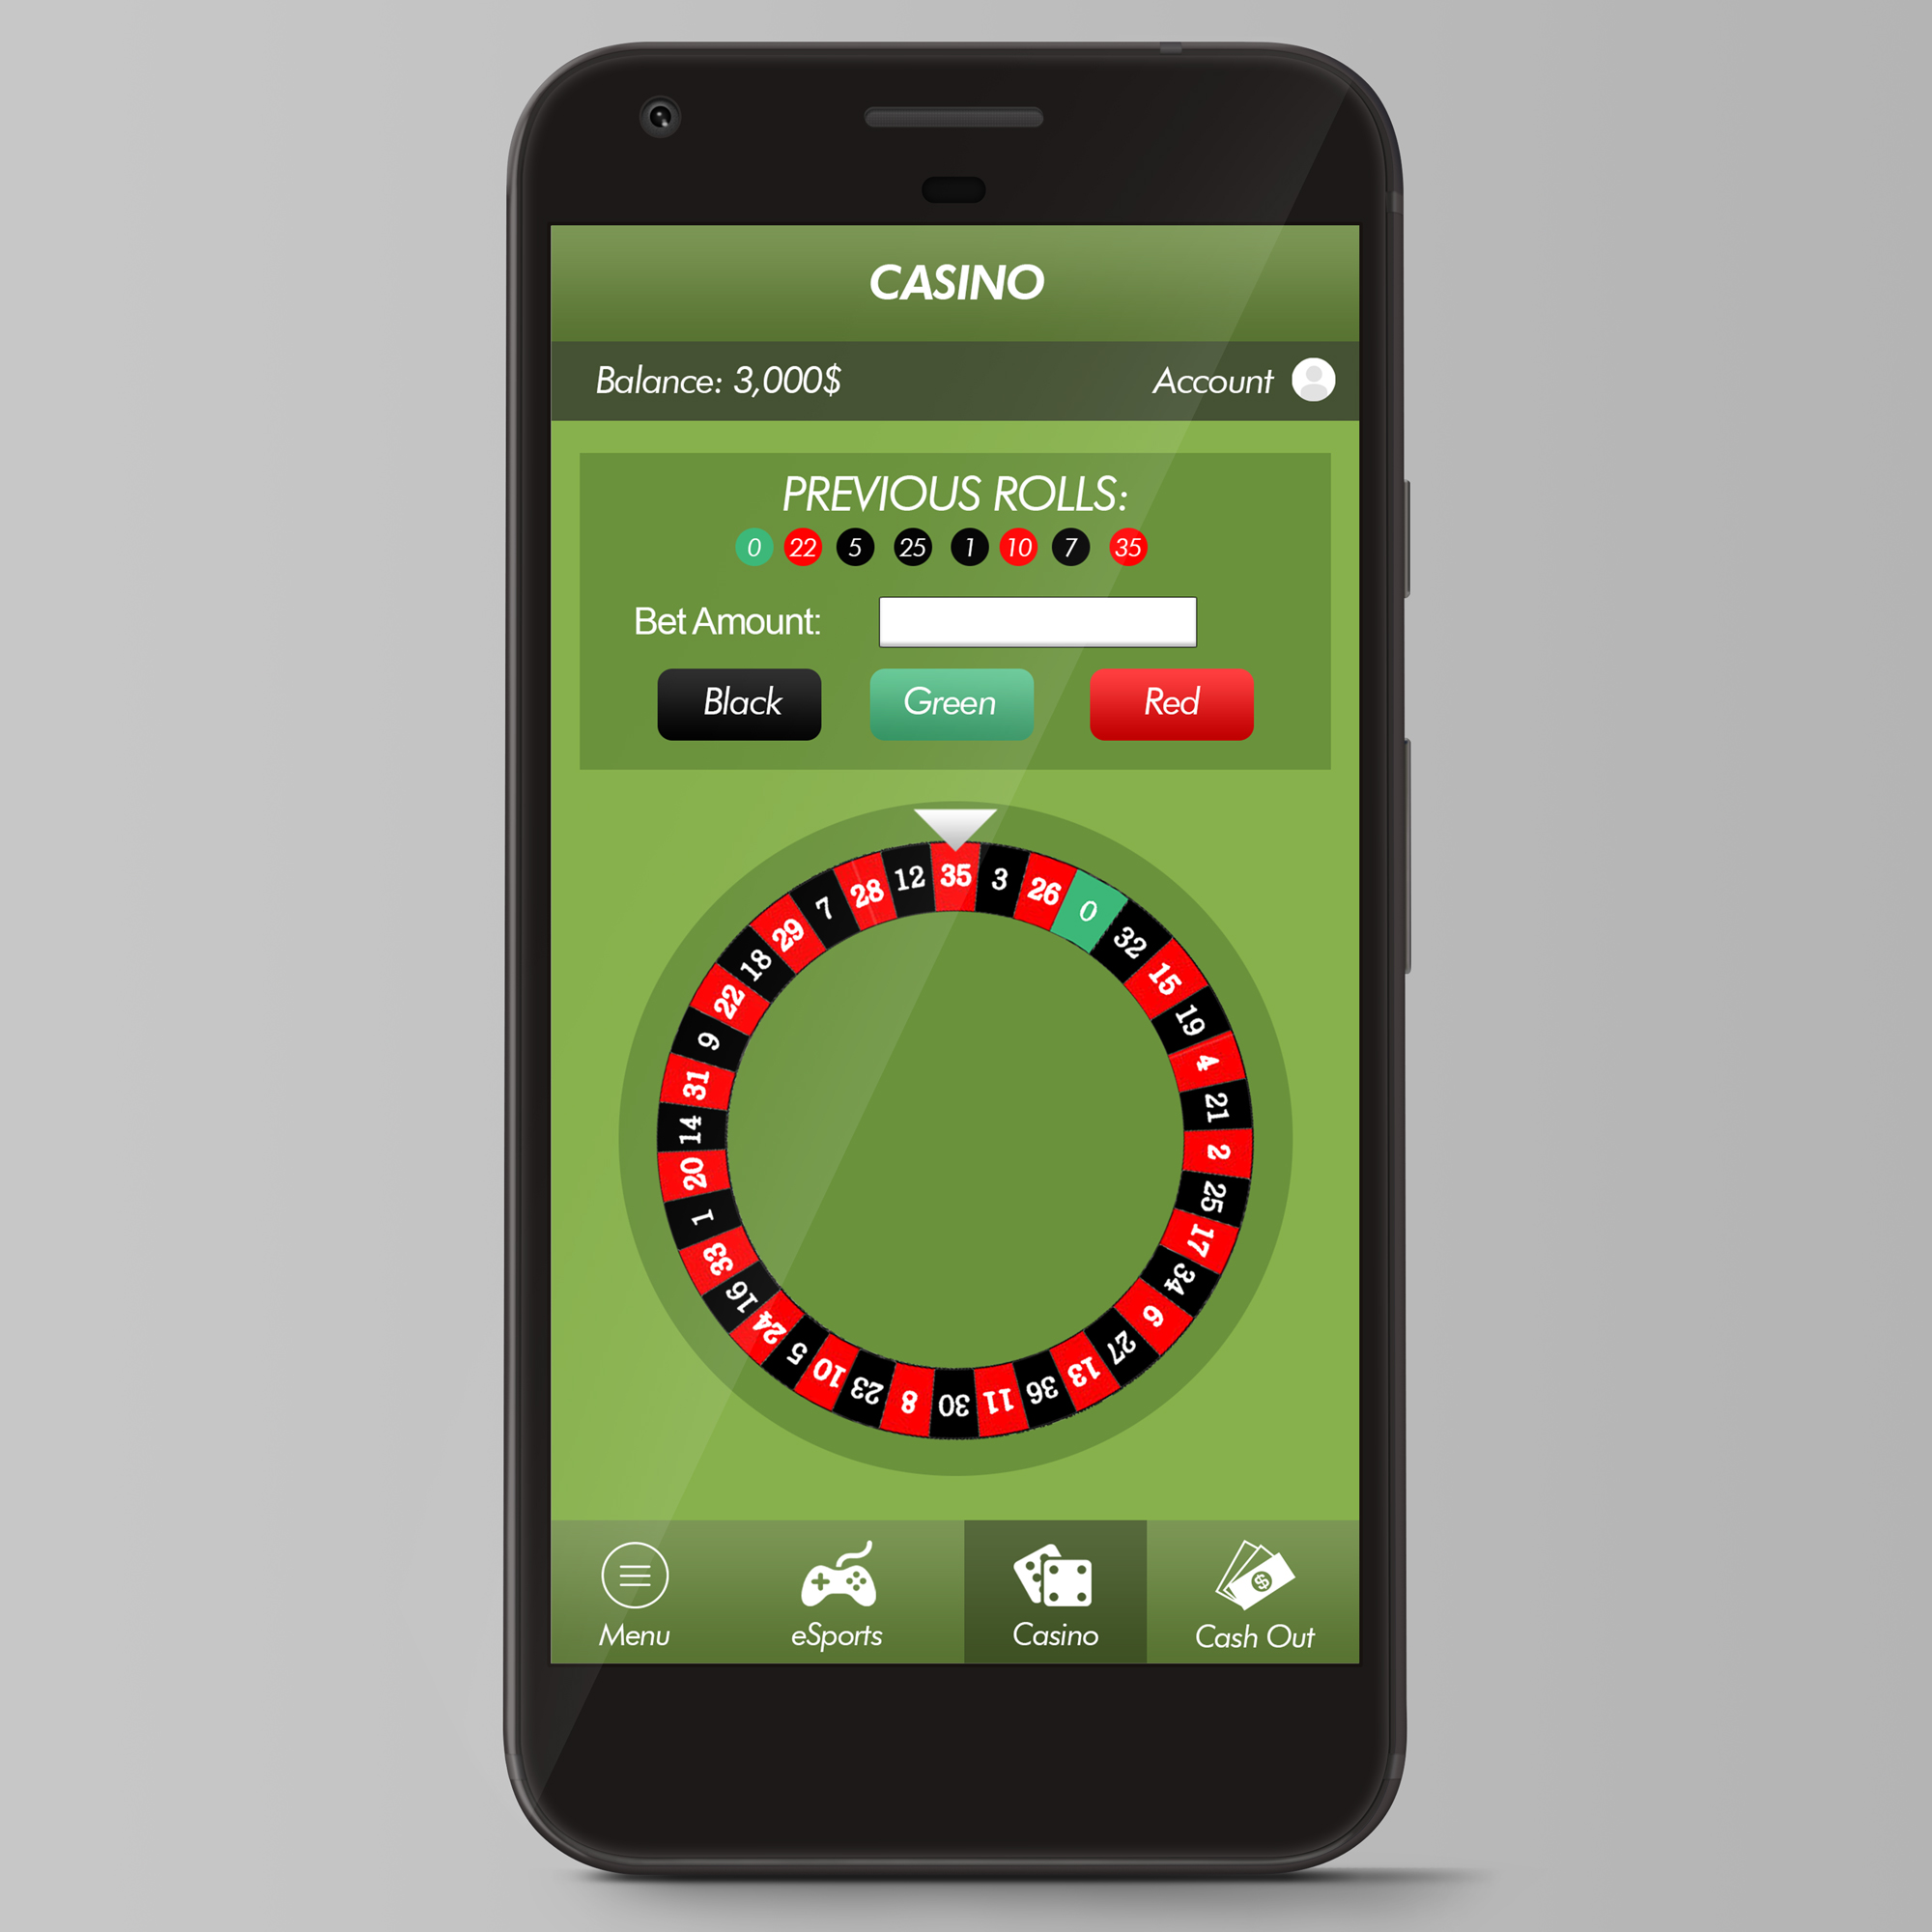 CASINO
Balance: 3,000$ Account
PREVIOUS ROLLS:
0 22 5 25 1 10 7 35
Bet Amount:
Black Green Red
35 3 26 0 32 15 19 4 21 2 25 17 34 6 27 13 36 11 30 8 23 10 5 24 16 33 1 20 14 31 9 22 18 29 7 28 12
$
Menu eSports Casino Cash Out